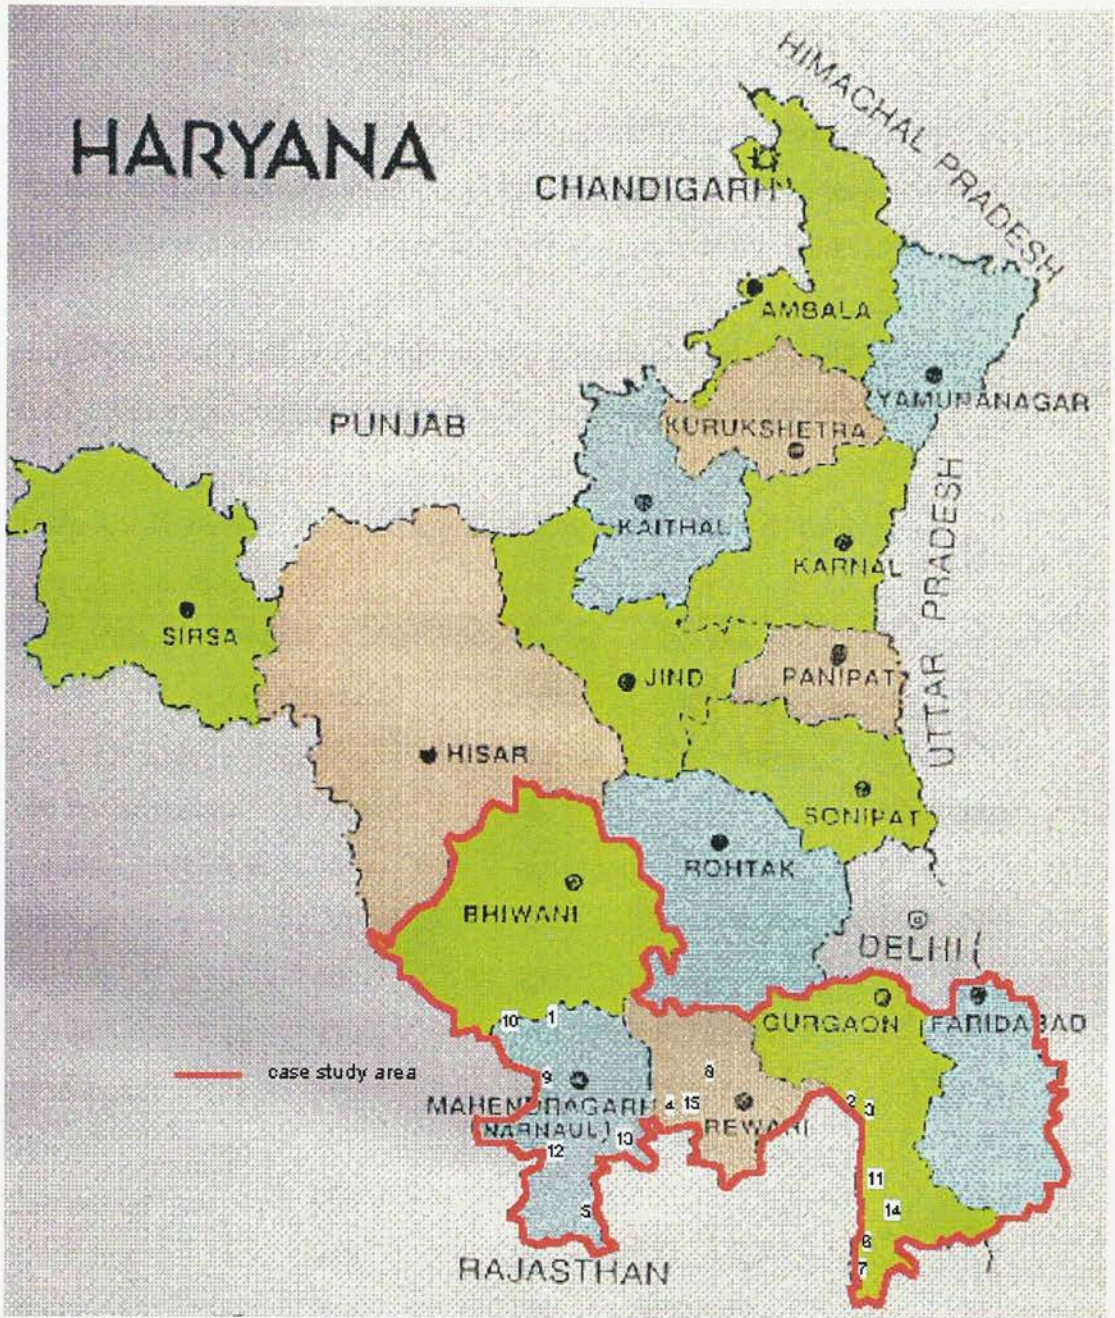 HARYANA
HIMACHAL PRADESH
CHANDIGARH
AMBALA
YAMUNANAGAR
PUNJAB
KURUKSHETRA
KAITHAL
KARNAL
UTTAR PRADESH
SIRSA
JIND
PANIPAT
HISAR
SONIPAT
ROHTAK
BHIWANI
DELHI
10 1
GURGAON
FARIDABAD
case study area
9
8
MAHENDRAGARH
4 15
2 3
(NARNAUL)
13
REWARI
12
11
5
14
6
7
RAJASTHAN